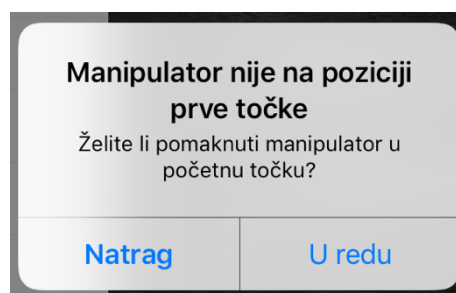 Manipulator nije na poziciji
prve točke
Želite li pomaknuti manipulator u
početnu točku?
Natrag
U redu